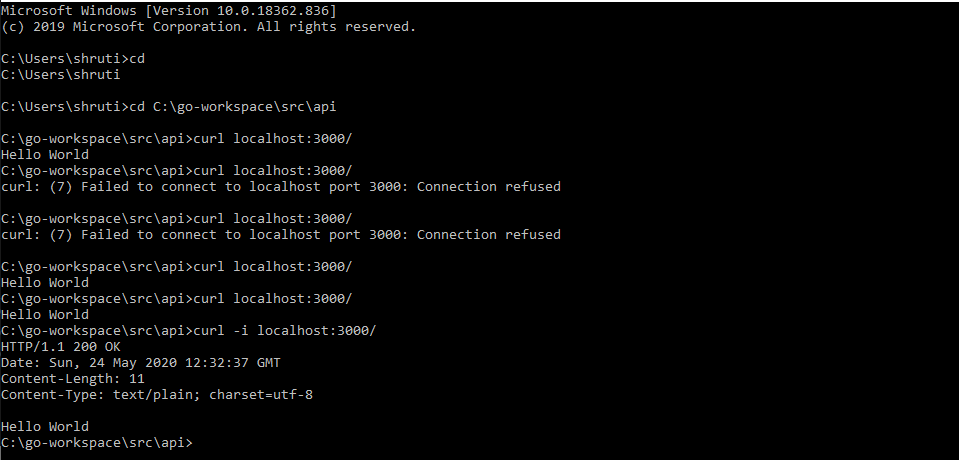 Microsoft Windows [Version 10.0.18362.836]
(c) 2019 Microsoft Corporation. All rights reserved.
C:\Users\shruti>cd
C:\Users\shruti
C:\Users\shruti>cd C:\go-workspace\src\api
C:\go-workspace\src\api>curl localhost:3000/
Hello World
C:\go-workspace\src\api>curl localhost:3000/
curl: (7) Failed to connect to localhost port 3000: Connection refused
C:\go-workspace\src\api>curl localhost:3000/
curl: (7) Failed to connect to localhost port 3000: Connection refused
C:\go-workspace\src\api>curl localhost:3000/
Hello World
C:\go-workspace\src\api>curl localhost:3000/
Hello World
C:\go-workspace\src\api>curl -i localhost:3000/
HTTP/1.1 200 OK
Date: Sun, 24 May 2020 12:32:37 GMT
Content-Length: 11
Content-Type: text/plain; charset=utf-8
Hello World
C:\go-workspace\src\api>